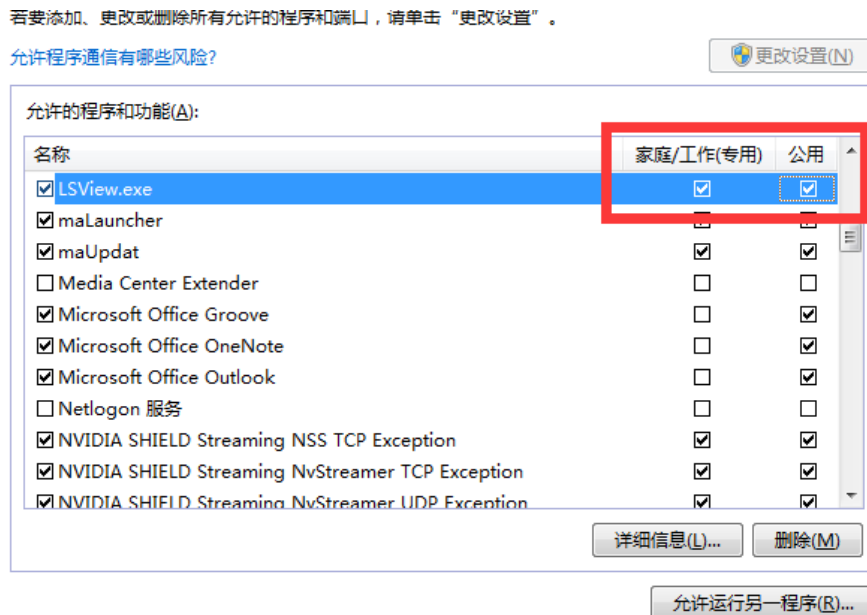 若要添加、更改或删除所有允许的程序和端口，请单击“更改设置”。
允许程序通信有哪些风险?
更改设置(N)
允许的程序和功能(A):
名称 家庭/工作(专用) 公用
LSView.exe
maLauncher
maUpdat
Media Center Extender
Microsoft Office Groove
Microsoft Office OneNote
Microsoft Office Outlook
Netlogon 服务
NVIDIA SHIELD Streaming NSS TCP Exception
NVIDIA SHIELD Streaming NvStreamer TCP Exception
NVIDIA SHIELD Streaming NvStreamer UDP Exception
详细信息(L)... 删除(M)
允许运行另一程序(R)...